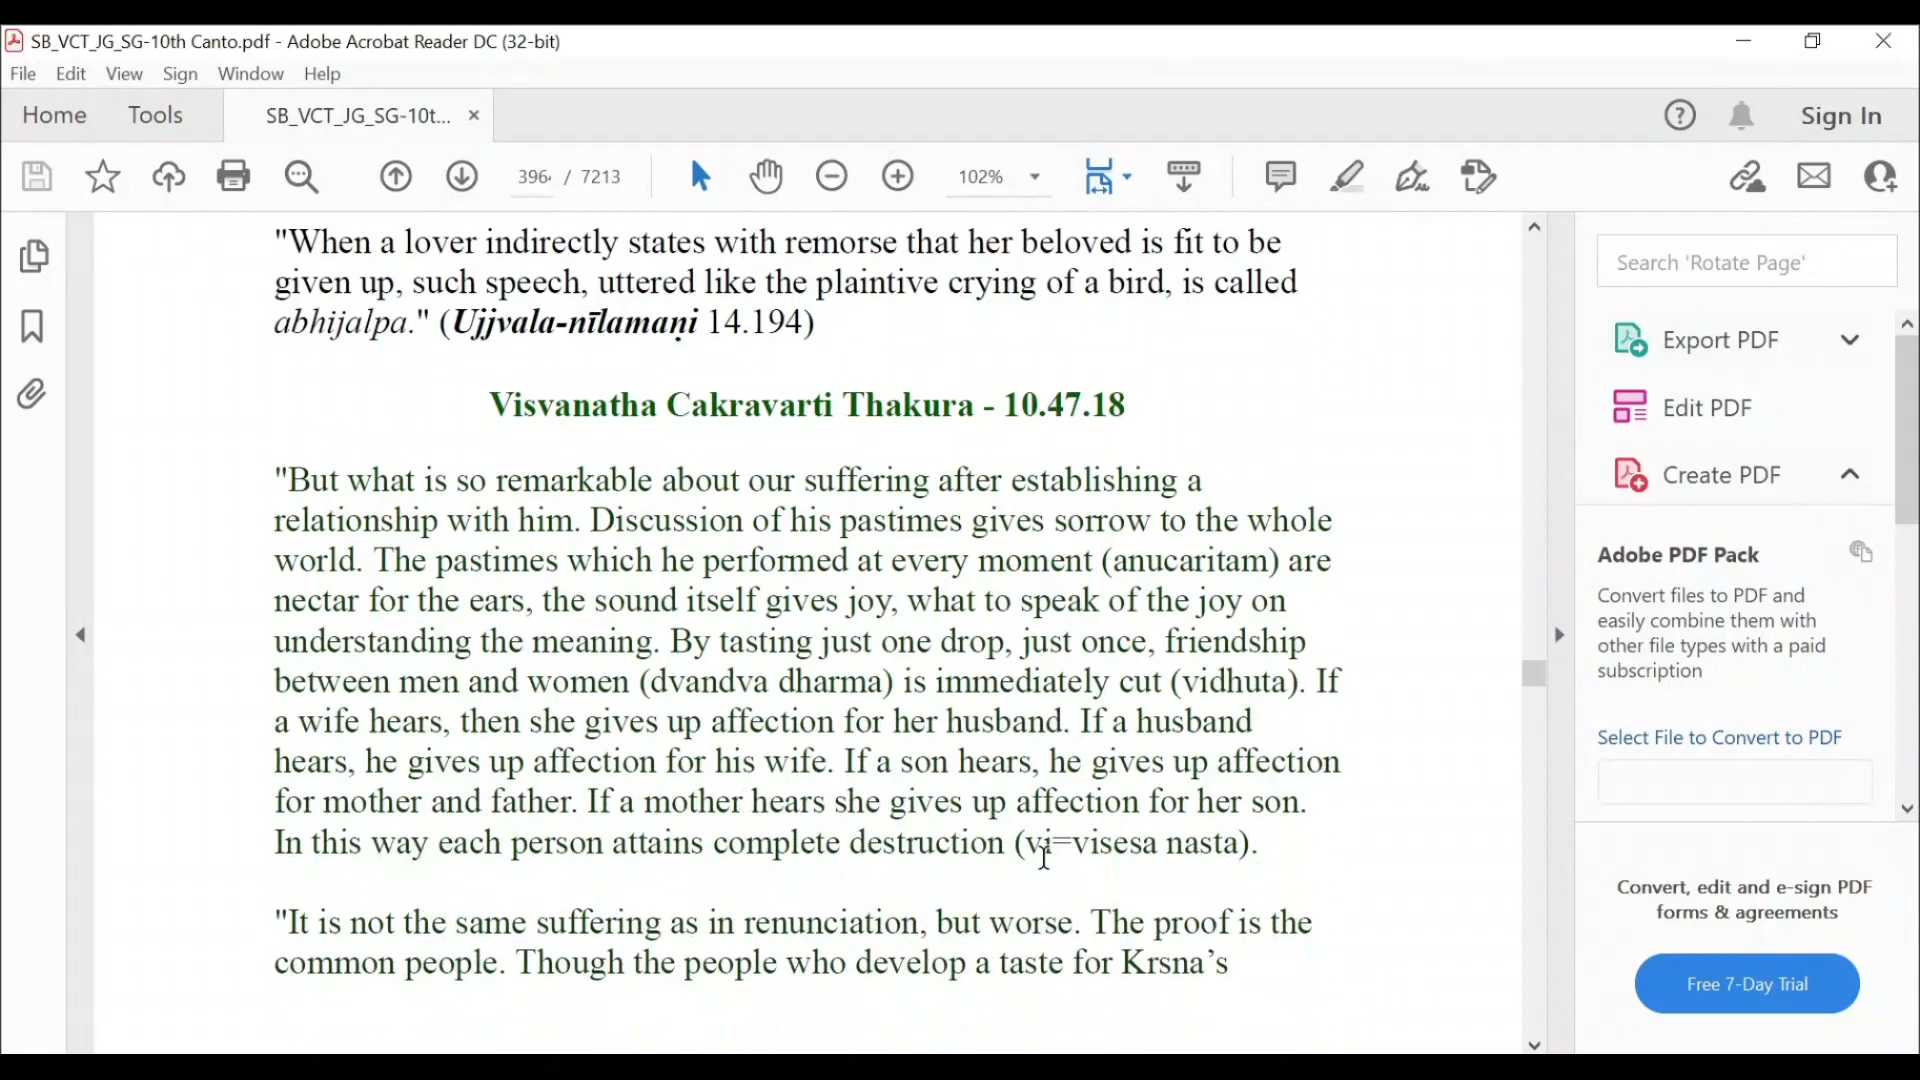 SB_VCT_JG_SG-10th Canto.pdf - Adobe Acrobat Reader DC (32-bit)
File Edit View Sign Window Help
Home Tools SB_VCT_JG_SG-10t... × Sign In
/ 7213 102%
"When a lover indirectly states with remorse that her beloved is fit to be
given up, such speech, uttered like the plaintive crying of a bird, is called
abhijalpa." (Ujjvala-nīlamaṇi 14.194)
Visvanatha Cakravarti Thakura - 10.47.18
"But what is so remarkable about our suffering after establishing a
relationship with him. Discussion of his pastimes gives sorrow to the whole
world. The pastimes which he performed at every moment (anucaritam) are
nectar for the ears, the sound itself gives joy, what to speak of the joy on
understanding the meaning. By tasting just one drop, just once, friendship
between men and women (dvandva dharma) is immediately cut (vidhuta). If
a wife hears, then she gives up affection for her husband. If a husband
hears, he gives up affection for his wife. If a son hears, he gives up affection
for mother and father. If a mother hears she gives up affection for her son.
In this way each person attains complete destruction (vi=visesa nasta).
"It is not the same suffering as in renunciation, but worse. The proof is the
common people. Though the people who develop a taste for Krsna’s
Search 'Rotate Page'
Export PDF
Edit PDF
Create PDF
Adobe PDF Pack
Convert files to PDF and
easily combine them with
other file types with a paid
subscription
Select File to Convert to PDF
Convert, edit and e-sign PDF
forms & agreements
Free 7-Day Trial